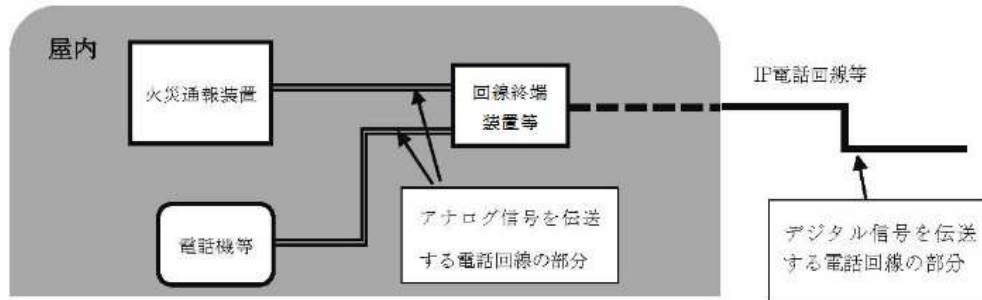 屋内
火災通報装置
回線終端
装置等
IP電話回線等
電話機等
アナログ信号を伝送
する電話回線の部分
デジタル信号を伝送
する電話回線の部分